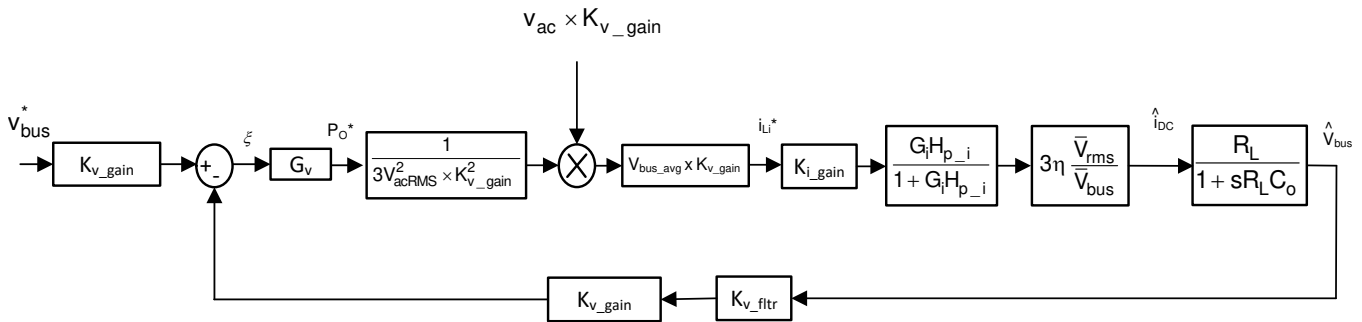 v_ac × K_v_gain
v*_bus
K_v_gain
+
-
ξ
G_v
P_O*
1
3V²_acRMS × K²_v_gain
V_bus_avg x K_v_gain
i_Li*
K_i_gain
G_iH_p_i
1 + G_iH_p_i
3η V̅_rms
V̅_bus
î_DC
R_L
1 + sR_LC_o
V̂_bus
K_v_gain
K_v_fltr